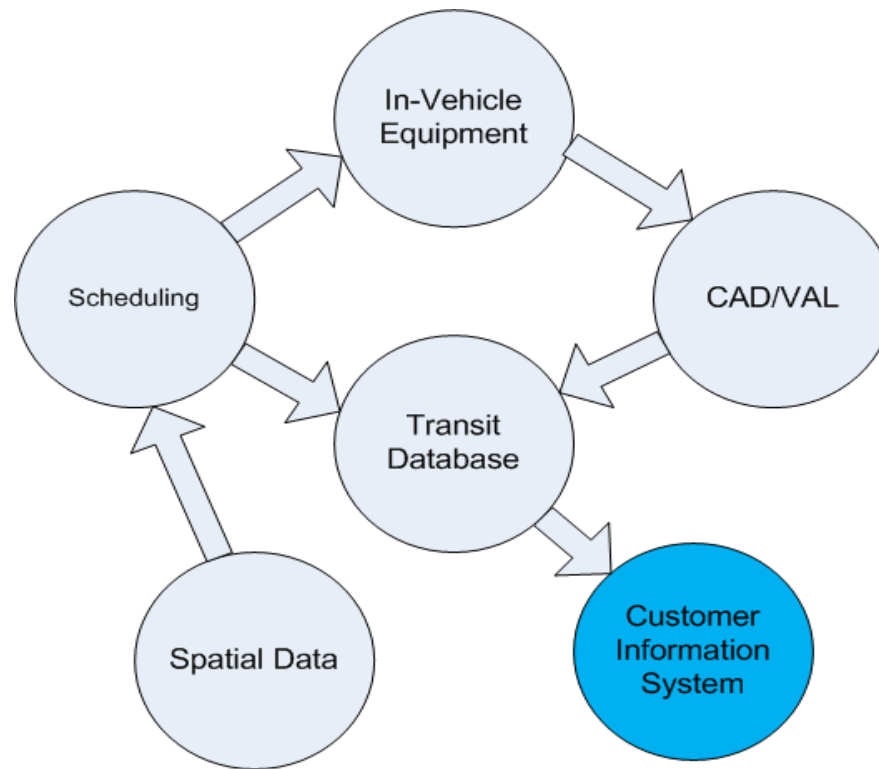 In-Vehicle
Equipment
Scheduling
CAD/VAL
Transit
Database
Spatial Data
Customer
Information
System